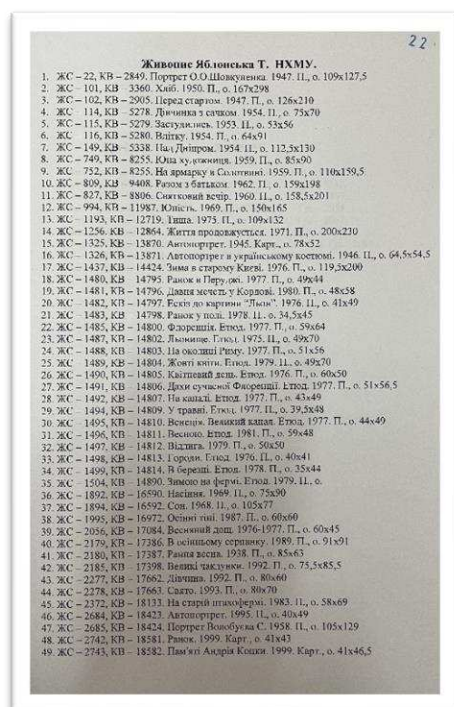 22
Живопис Яблонська Т. НХМУ.
1. ЖС – 22, КВ – 2849. Портрет О.О.Шовкуненка. 1947. П., о. 109х127,5
2. ЖС – 101, КВ – 3360. Хліб. 1950. П., о. 167х298
3. ЖС – 102, КВ – 2905. Перед стартом. 1947. П., о. 126х210
4. ЖС – 114, КВ – 5278. Дівчинка з сачком. 1954. П., о. 75х70
5. ЖС – 115, КВ – 5279. Застудились. 1953. П., о. 53х56
6. ЖС – 116, КВ – 5280. Влітку. 1954. П., о. 64х91
7. ЖС – 149, КВ – 5338. Над Дніпром. 1954. П., о. 112,5х130
8. ЖС – 749, КВ – 8255. Юна художниця. 1959. П., о. 85х90
9. ЖС – 752, КВ – 8255. На ярмарку в Солотвині. 1959. П., о. 110х159,5
10. ЖС – 809, КВ – 9408. Разом з батьком. 1962. П., о. 159х198
11. ЖС – 827, КВ – 8806. Синявський вечір. 1960. П., о. 158,5х201
12. ЖС – 994, КВ – 11987. Юність. 1969. П., о. 150х165
13. ЖС – 1193, КВ – 12719. Тиша. 1975. П., о. 109х132
14. ЖС – 1256. КВ – 12864. Життя продовжується. 1971. П., о. 200х230
15. ЖС – 1325, КВ – 13870. Автопортрет. 1945. Карт., о. 78х52
16. ЖС – 1326, КВ – 13871. Автопортрет в українському костюмі. 1946. П., о. 64,5х54,5
17. ЖС – 1437, КВ – 14424. Зима в старому Києві. 1976. П., о. 119,5х200
18. ЖС – 1480, КВ 14795. Ранок в Перуджі. 1977. П., о. 49х44
19. ЖС – 1481, КВ – 14796. Давня мечеть у Кордові. 1980. П., о. 48х58
20. ЖС – 1482, КВ – 14797. Ескіз до картини “Льон”. 1976. П., о. 41х49
21. ЖС – 1483, КВ – 14798. Ранок у полі. 1978. П., о. 34,5х45
22. ЖС – 1485, КВ – 14800. Флоренція. Етюд. 1977. П., о. 59х64
23. ЖС – 1487, КВ – 14802. Льонище. Етюд. 1975. П., о. 49х70
24. ЖС – 1488, КВ – 14803. На околиці Риму. 1977. П., о. 51х56
25. ЖС – 1489, КВ – 14804. Жовті квіти. Етюд. 1979. П., о. 49х70
26. ЖС – 1490, КВ – 14805. Квітневий день. Етюд. 1976. П., о. 60х50
27. ЖС – 1491, КВ – 14806. Дахи сучасної Флоренції. Етюд. 1977. П., о. 51х56,5
28. ЖС – 1492, КВ – 14807. На каналі. Етюд. 1977. П., о. 43х49
29. ЖС – 1494, КВ – 14809. У травні. Етюд. 1977. П., о. 39,5х48
30. ЖС – 1495, КВ – 14810. Венеція. Великий канал. Етюд. 1977. П., о. 44х49
31. ЖС – 1496, КВ – 14811. Весною. Етюд. 1981. П., о. 59х48
32. ЖС – 1497, КВ – 14812. Відлига. 1979. П., о. 50х50
33. ЖС – 1498, КВ – 14813. Городи. Етюд. 1976. П., о. 40х41
34. ЖС – 1499, КВ – 14814. В березні. Етюд. 1978. П., о. 35х44
35. ЖС – 1504, КВ – 14890. Зимою на фермі. Етюд. 1979. П., о.
36. ЖС – 1892, КВ – 16590. Насіння. 1969. П., о. 75х90
37. ЖС – 1894, КВ – 16592. Сон. 1968. П., о. 105х77
38. ЖС – 1995, КВ – 16972. Осінні тіні. 1987. П., о. 60х60
39. ЖС – 2056, КВ – 17084. Весняний дощ. 1976-1977. П., о. 60х45
40. ЖС – 2179, КВ – 17386. В осінньому серпанку. 1989. П., о. 91х91
41. ЖС – 2180, КВ – 17387. Рання весна. 1938. П., о. 85х63
42. ЖС – 2185, КВ – 17398. Великі чаклунки. 1992. П., о. 75,5х85,5
43. ЖС – 2277, КВ – 17662. Дівчина. 1992. П., о. 80х60
44. ЖС – 2278, КВ – 17663. Свято. 1993. П., о. 80х70
45. ЖС – 2372, КВ – 18133. На старій птахофермі. 1983. П., о. 58х69
46. ЖС – 2684, КВ – 18423. Автопортрет. 1995. П., о. 40х49
47. ЖС – 2685, КВ – 18424. Портрет Волобуєва Є. 1958. П., о. 105х129
48. ЖС – 2742, КВ – 18581. Ранок. 1999. Карт., о. 41х43
49. ЖС – 2743, КВ – 18582. Пам'яті Андрія Коцки. 1999. Карт., о. 41х46,5